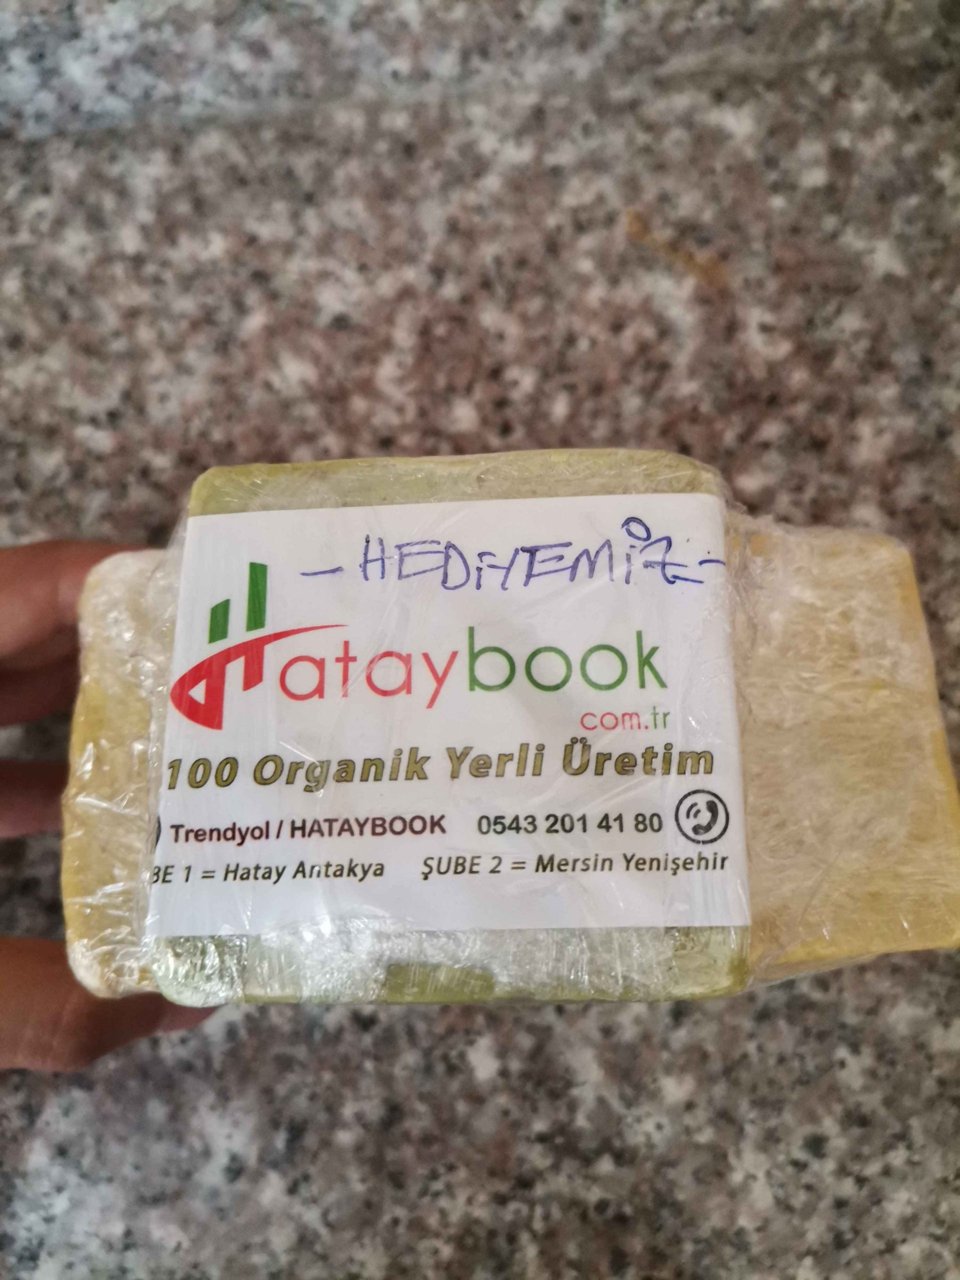 -HEDİYEMİZ-
Hataybook
com.tr
100 Organik Yerli Üretim
Trendyol / HATAYBOOK 0543 201 41 80
BE 1 = Hatay Antakya ŞUBE 2 = Mersin Yenişehir